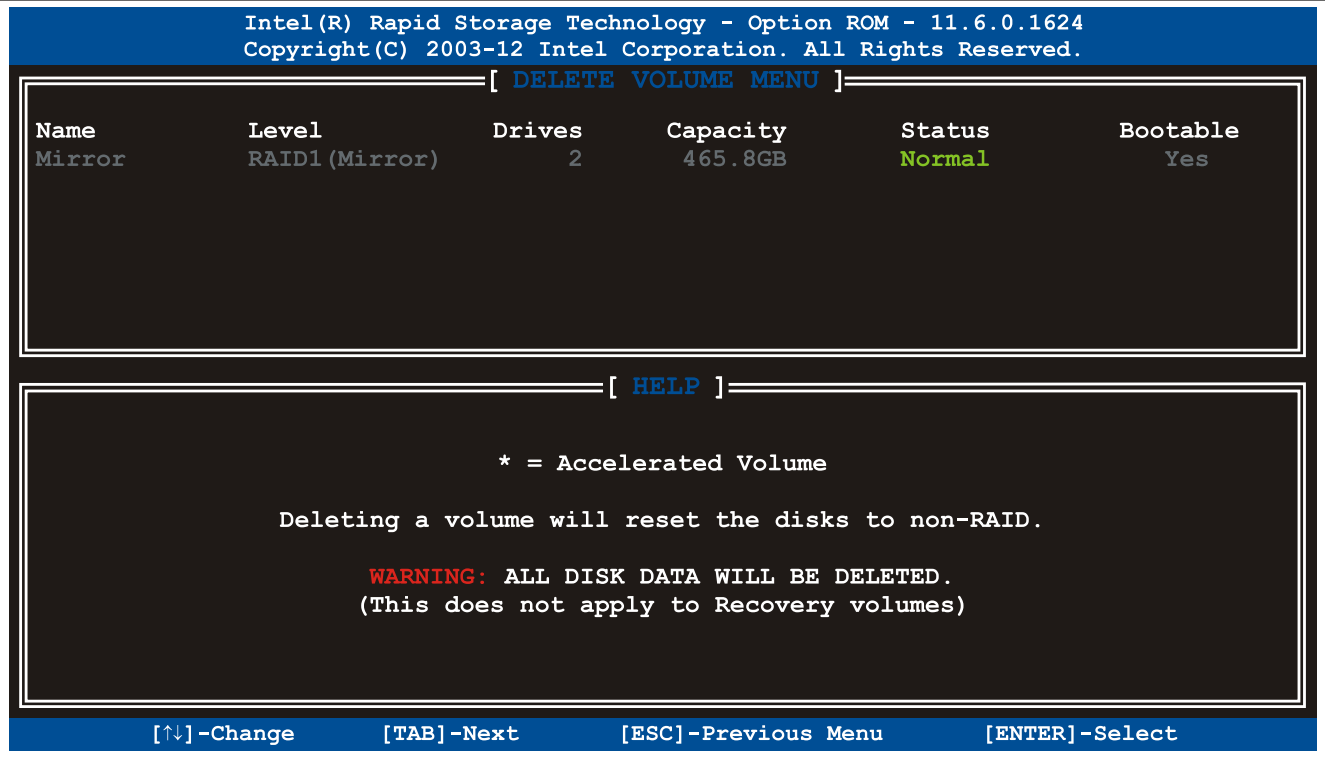 Intel(R) Rapid Storage Technology - Option ROM - 11.6.0.1624
Copyright(C) 2003-12 Intel Corporation. All Rights Reserved.
[ DELETE VOLUME MENU ]
Name Level Drives Capacity Status Bootable
Mirror RAID1(Mirror) 2 465.8GB Normal Yes
[ HELP ]
* = Accelerated Volume
Deleting a volume will reset the disks to non-RAID.
WARNING: ALL DISK DATA WILL BE DELETED.
(This does not apply to Recovery volumes)
[↑↓]-Change [TAB]-Next [ESC]-Previous Menu [ENTER]-Select